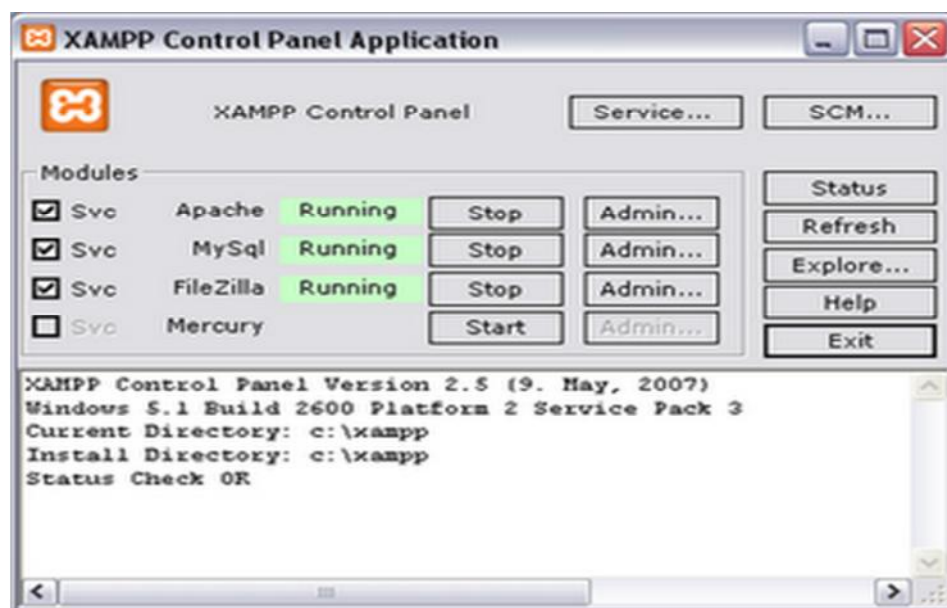 XAMPP Control Panel Application
XAMPP Control Panel Service... SCM...
Modules
Svc Apache Running Stop Admin...
Svc MySql Running Stop Admin...
Svc FileZilla Running Stop Admin...
Svc Mercury Start Admin...
Status
Refresh
Explore...
Help
Exit
XAMPP Control Panel Version 2.5 (9. May, 2007)
Windows 5.1 Build 2600 Platform 2 Service Pack 3
Current Directory: c:\xampp
Install Directory: c:\xampp
Status Check OK